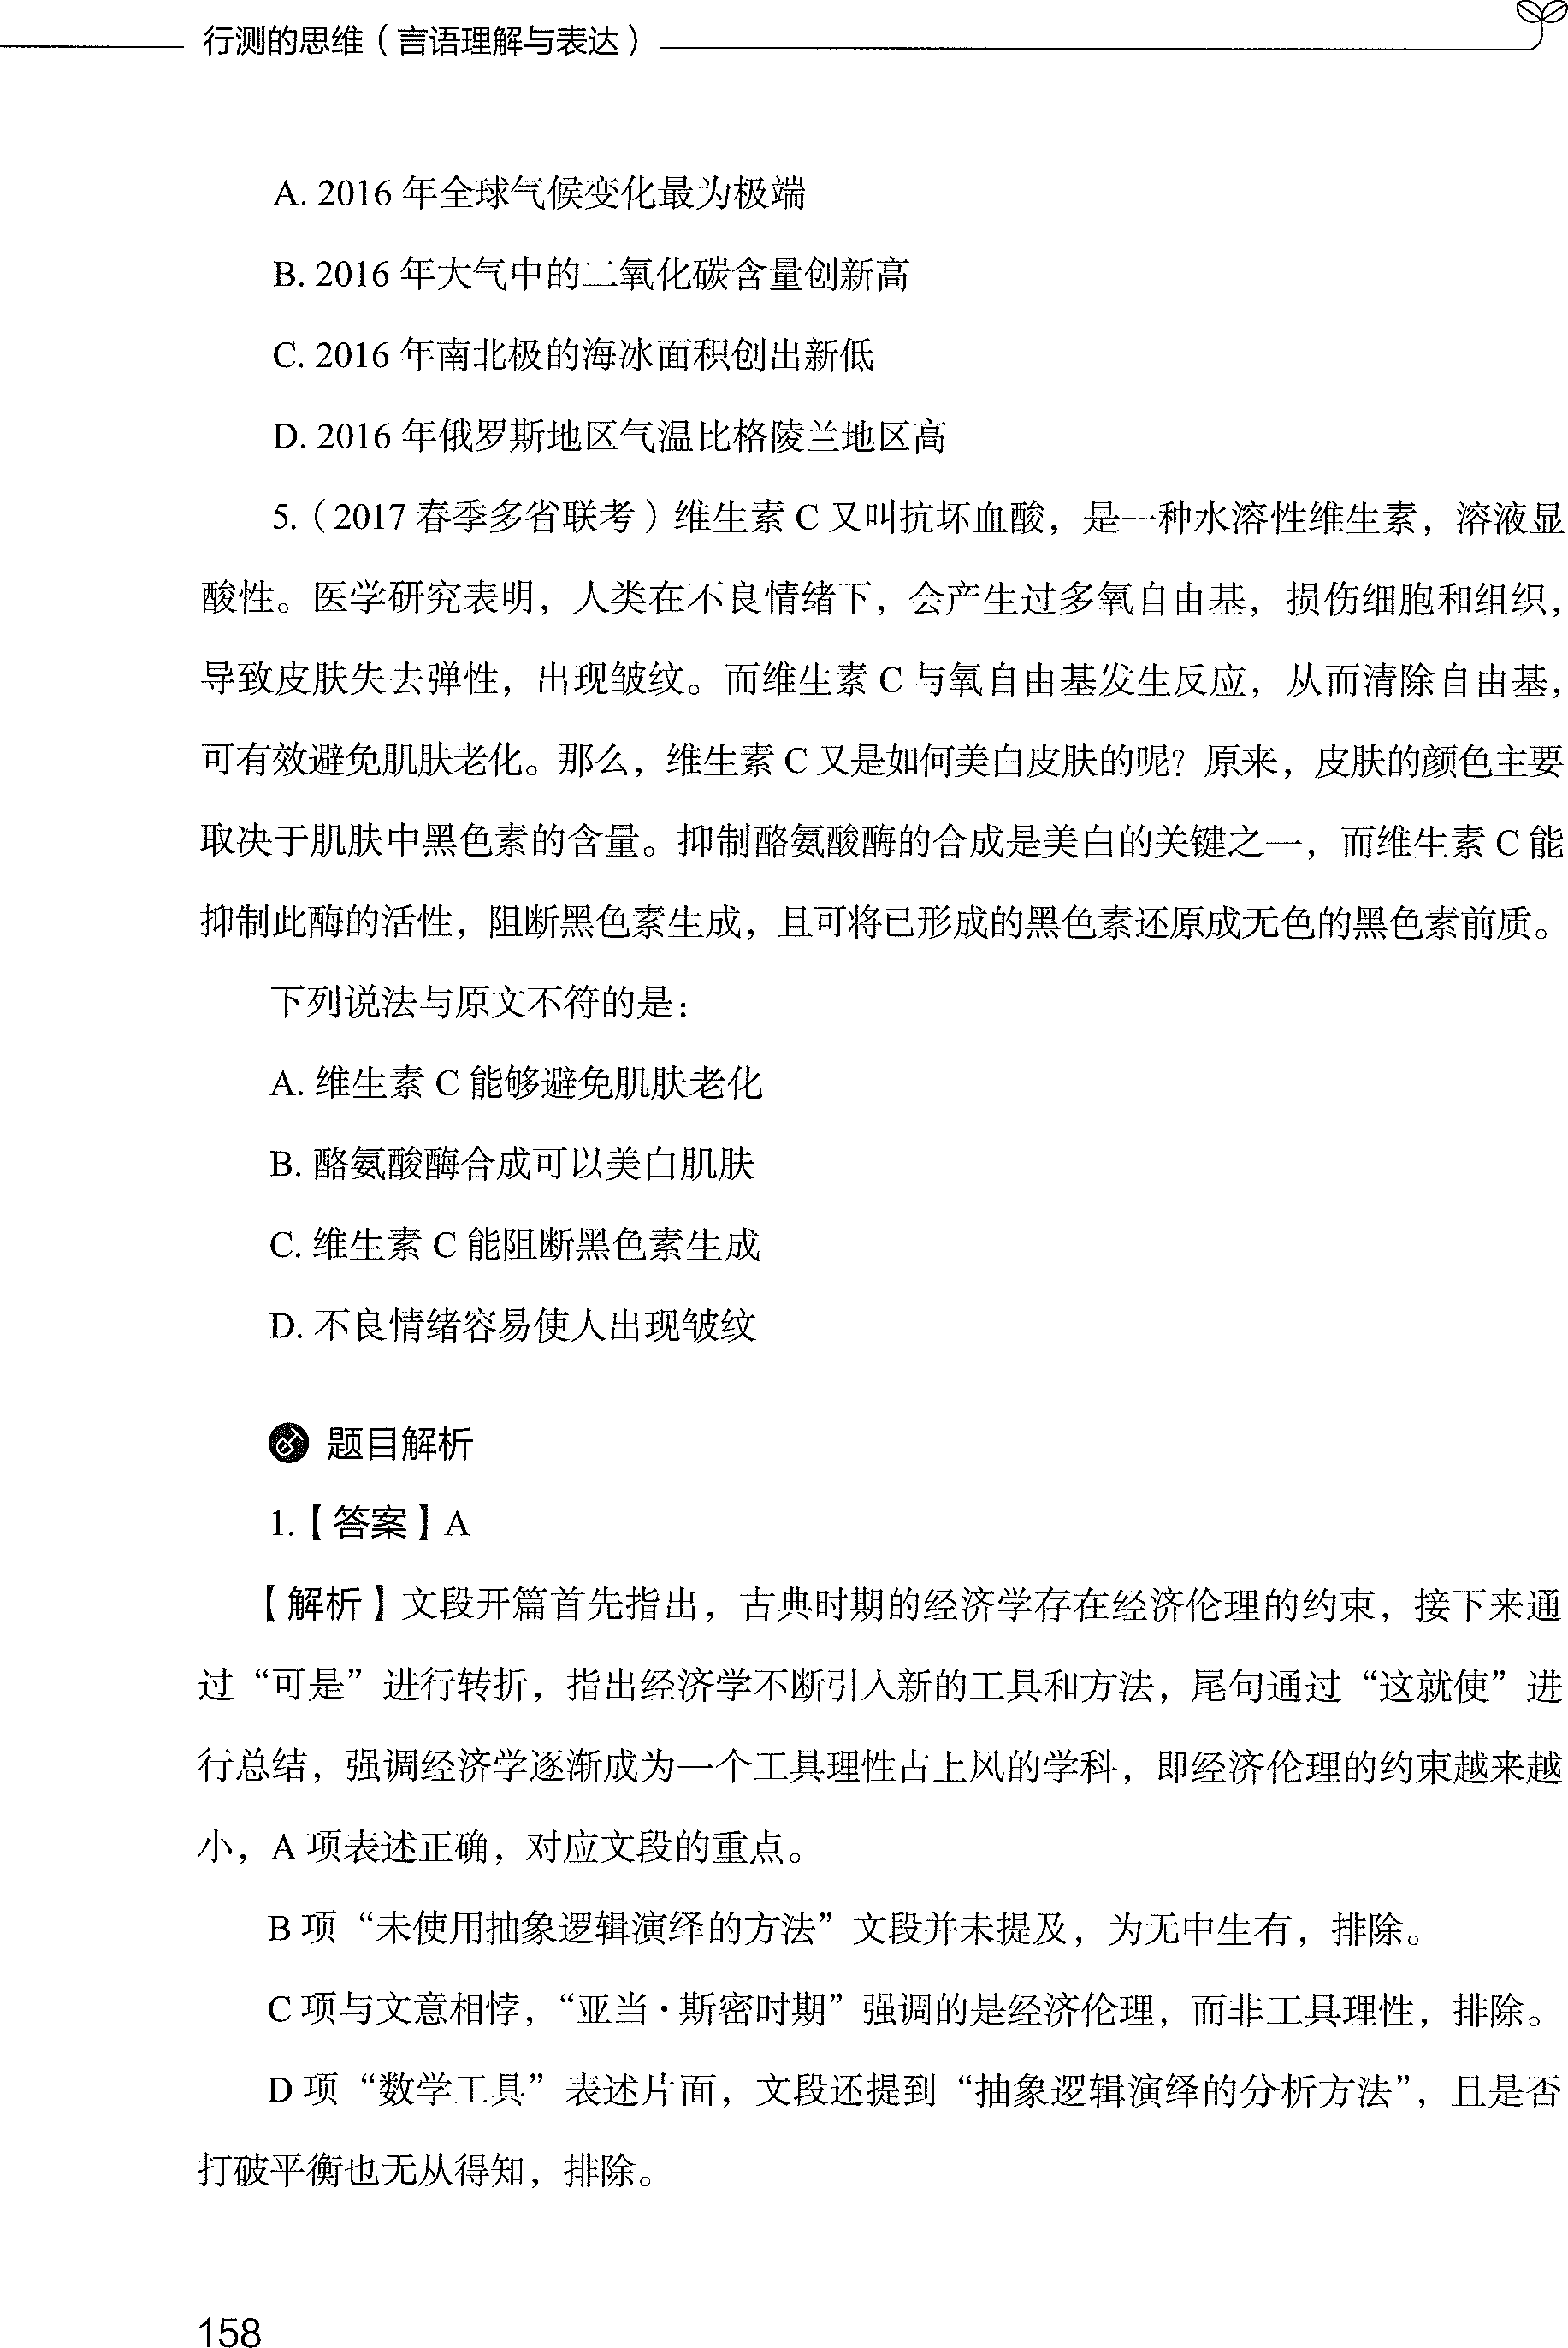 行测的思维（言语理解与表达）
A. 2016 年全球气候变化最为极端
B. 2016 年大气中的二氧化碳含量创新高
C. 2016 年南北极的海冰面积创出新低
D. 2016 年俄罗斯地区气温比格陵兰地区高
5.（2017 春季多省联考）维生素 C 又叫抗坏血酸，是一种水溶性维生素，溶液显
酸性。医学研究表明，人类在不良情绪下，会产生过多氧自由基，损伤细胞和组织，
导致皮肤失去弹性，出现皱纹。而维生素 C 与氧自由基发生反应，从而清除自由基，
可有效避免肌肤老化。那么，维生素 C 又是如何美白皮肤的呢？原来，皮肤的颜色主要
取决于肌肤中黑色素的含量。抑制酪氨酸酶的合成是美白的关键之一，而维生素 C 能
抑制此酶的活性，阻断黑色素生成，且可将已形成的黑色素还原成无色的黑色素前质。
下列说法与原文不符的是：
A. 维生素 C 能够避免肌肤老化
B. 酪氨酸酶合成可以美白肌肤
C. 维生素 C 能阻断黑色素生成
D. 不良情绪容易使人出现皱纹
题目解析
1.【答案】A
【解析】文段开篇首先指出，古典时期的经济学存在经济伦理的约束，接下来通
过“可是”进行转折，指出经济学不断引入新的工具和方法，尾句通过“这就使”进
行总结，强调经济学逐渐成为一个工具理性占上风的学科，即经济伦理的约束越来越
小，A 项表述正确，对应文段的重点。
B 项“未使用抽象逻辑演绎的方法”文段并未提及，为无中生有，排除。
C 项与文意相悖，“亚当·斯密时期”强调的是经济伦理，而非工具理性，排除。
D 项“数学工具”表述片面，文段还提到“抽象逻辑演绎的分析方法”，且是否
打破平衡也无从得知，排除。
158